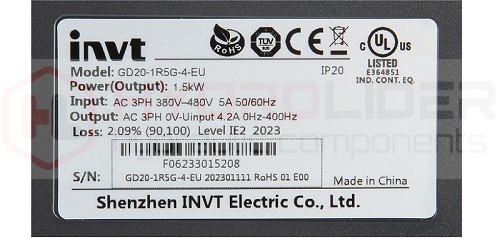 invt
RoHS
TÜV
CE
c UL US
LISTED
E364851
IND. CONT. EQ.
Model: GD20-1R5G-4-EU
IP20
Power(Output): 1.5kW
Input: AC 3PH 380V-480V 5A 50/60Hz
Output: AC 3PH 0V-Uinput 4.2A 0Hz-400Hz
Loss: 2.09% (90,100) Level IE2 2023
F06233015208
S/N:
GD20-1R5G-4-EU 202301111 RoHS 01 E00
Made in China
Shenzhen INVT Electric Co., Ltd.